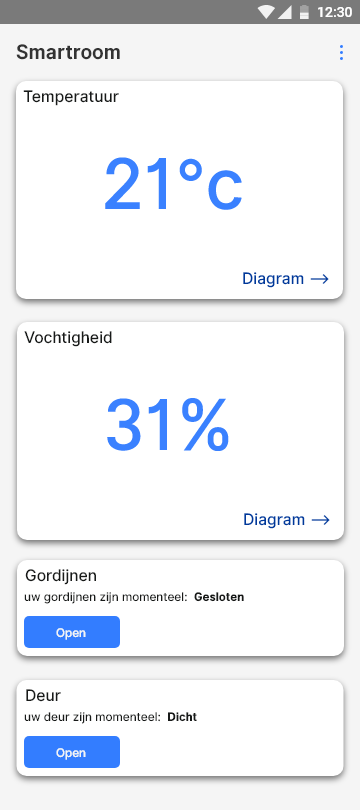 12:30
Smartroom
Temperatuur
21°c
Diagram →
Vochtigheid
31%
Diagram →
Gordijnen
uw gordijnen zijn momenteel: Gesloten
Open
Deur
uw deur zijn momenteel: Dicht
Open